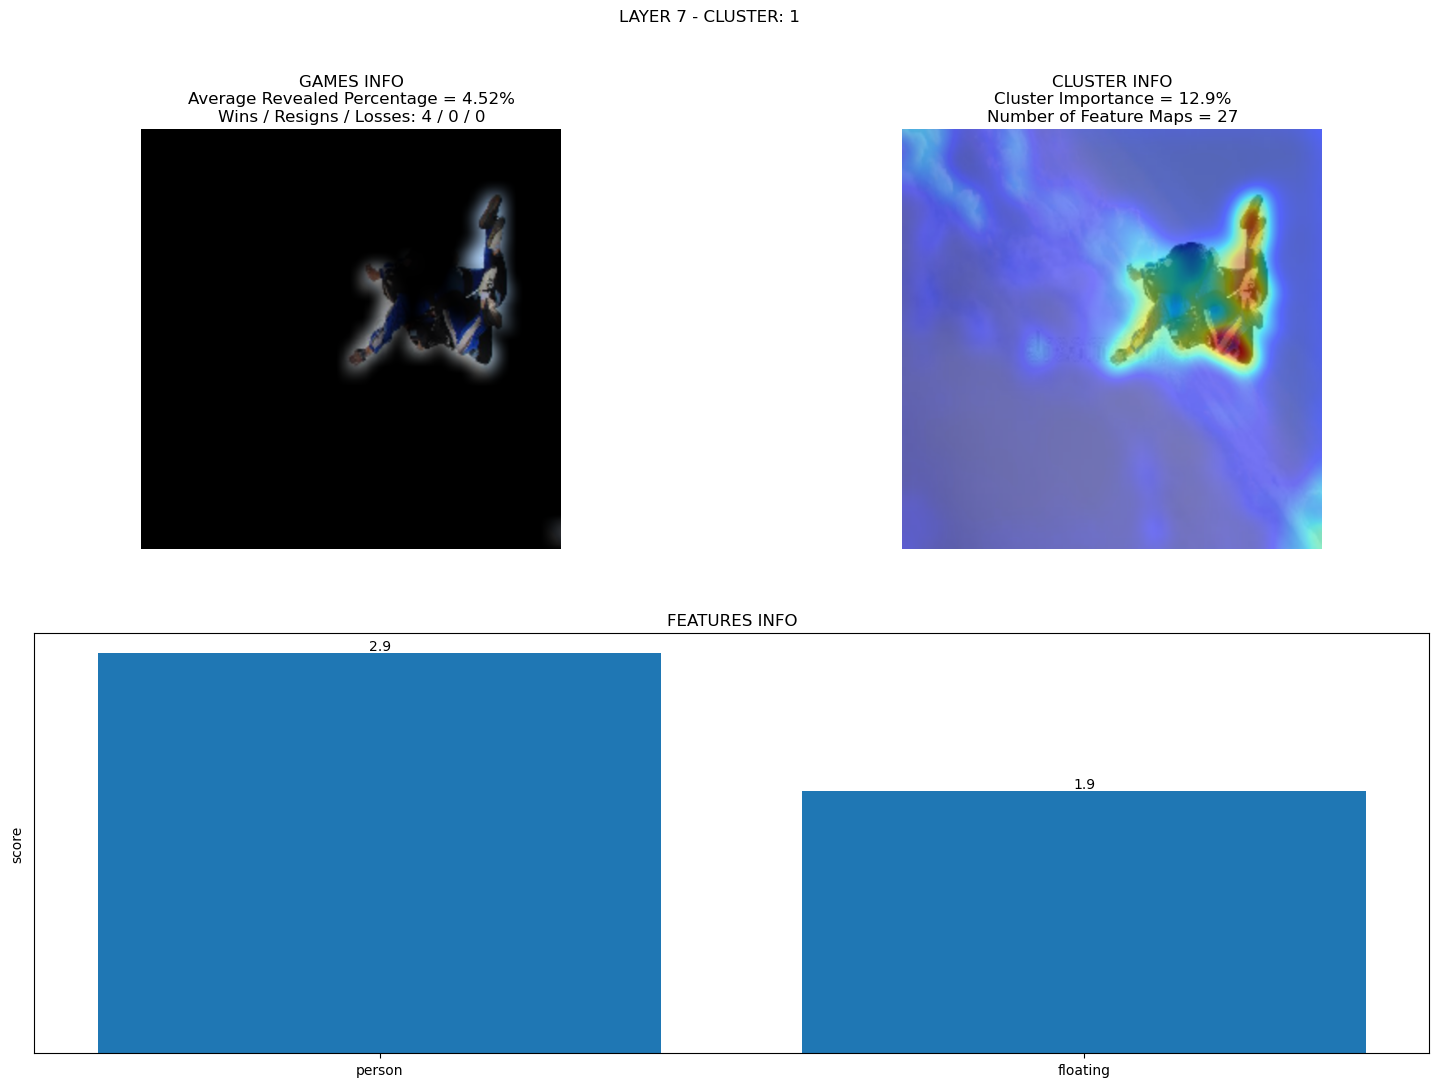 LAYER 7 - CLUSTER: 1
GAMES INFO
Average Revealed Percentage = 4.52%
Wins / Resigns / Losses: 4 / 0 / 0
CLUSTER INFO
Cluster Importance = 12.9%
Number of Feature Maps = 27
FEATURES INFO
2.9
1.9
score
person
floating